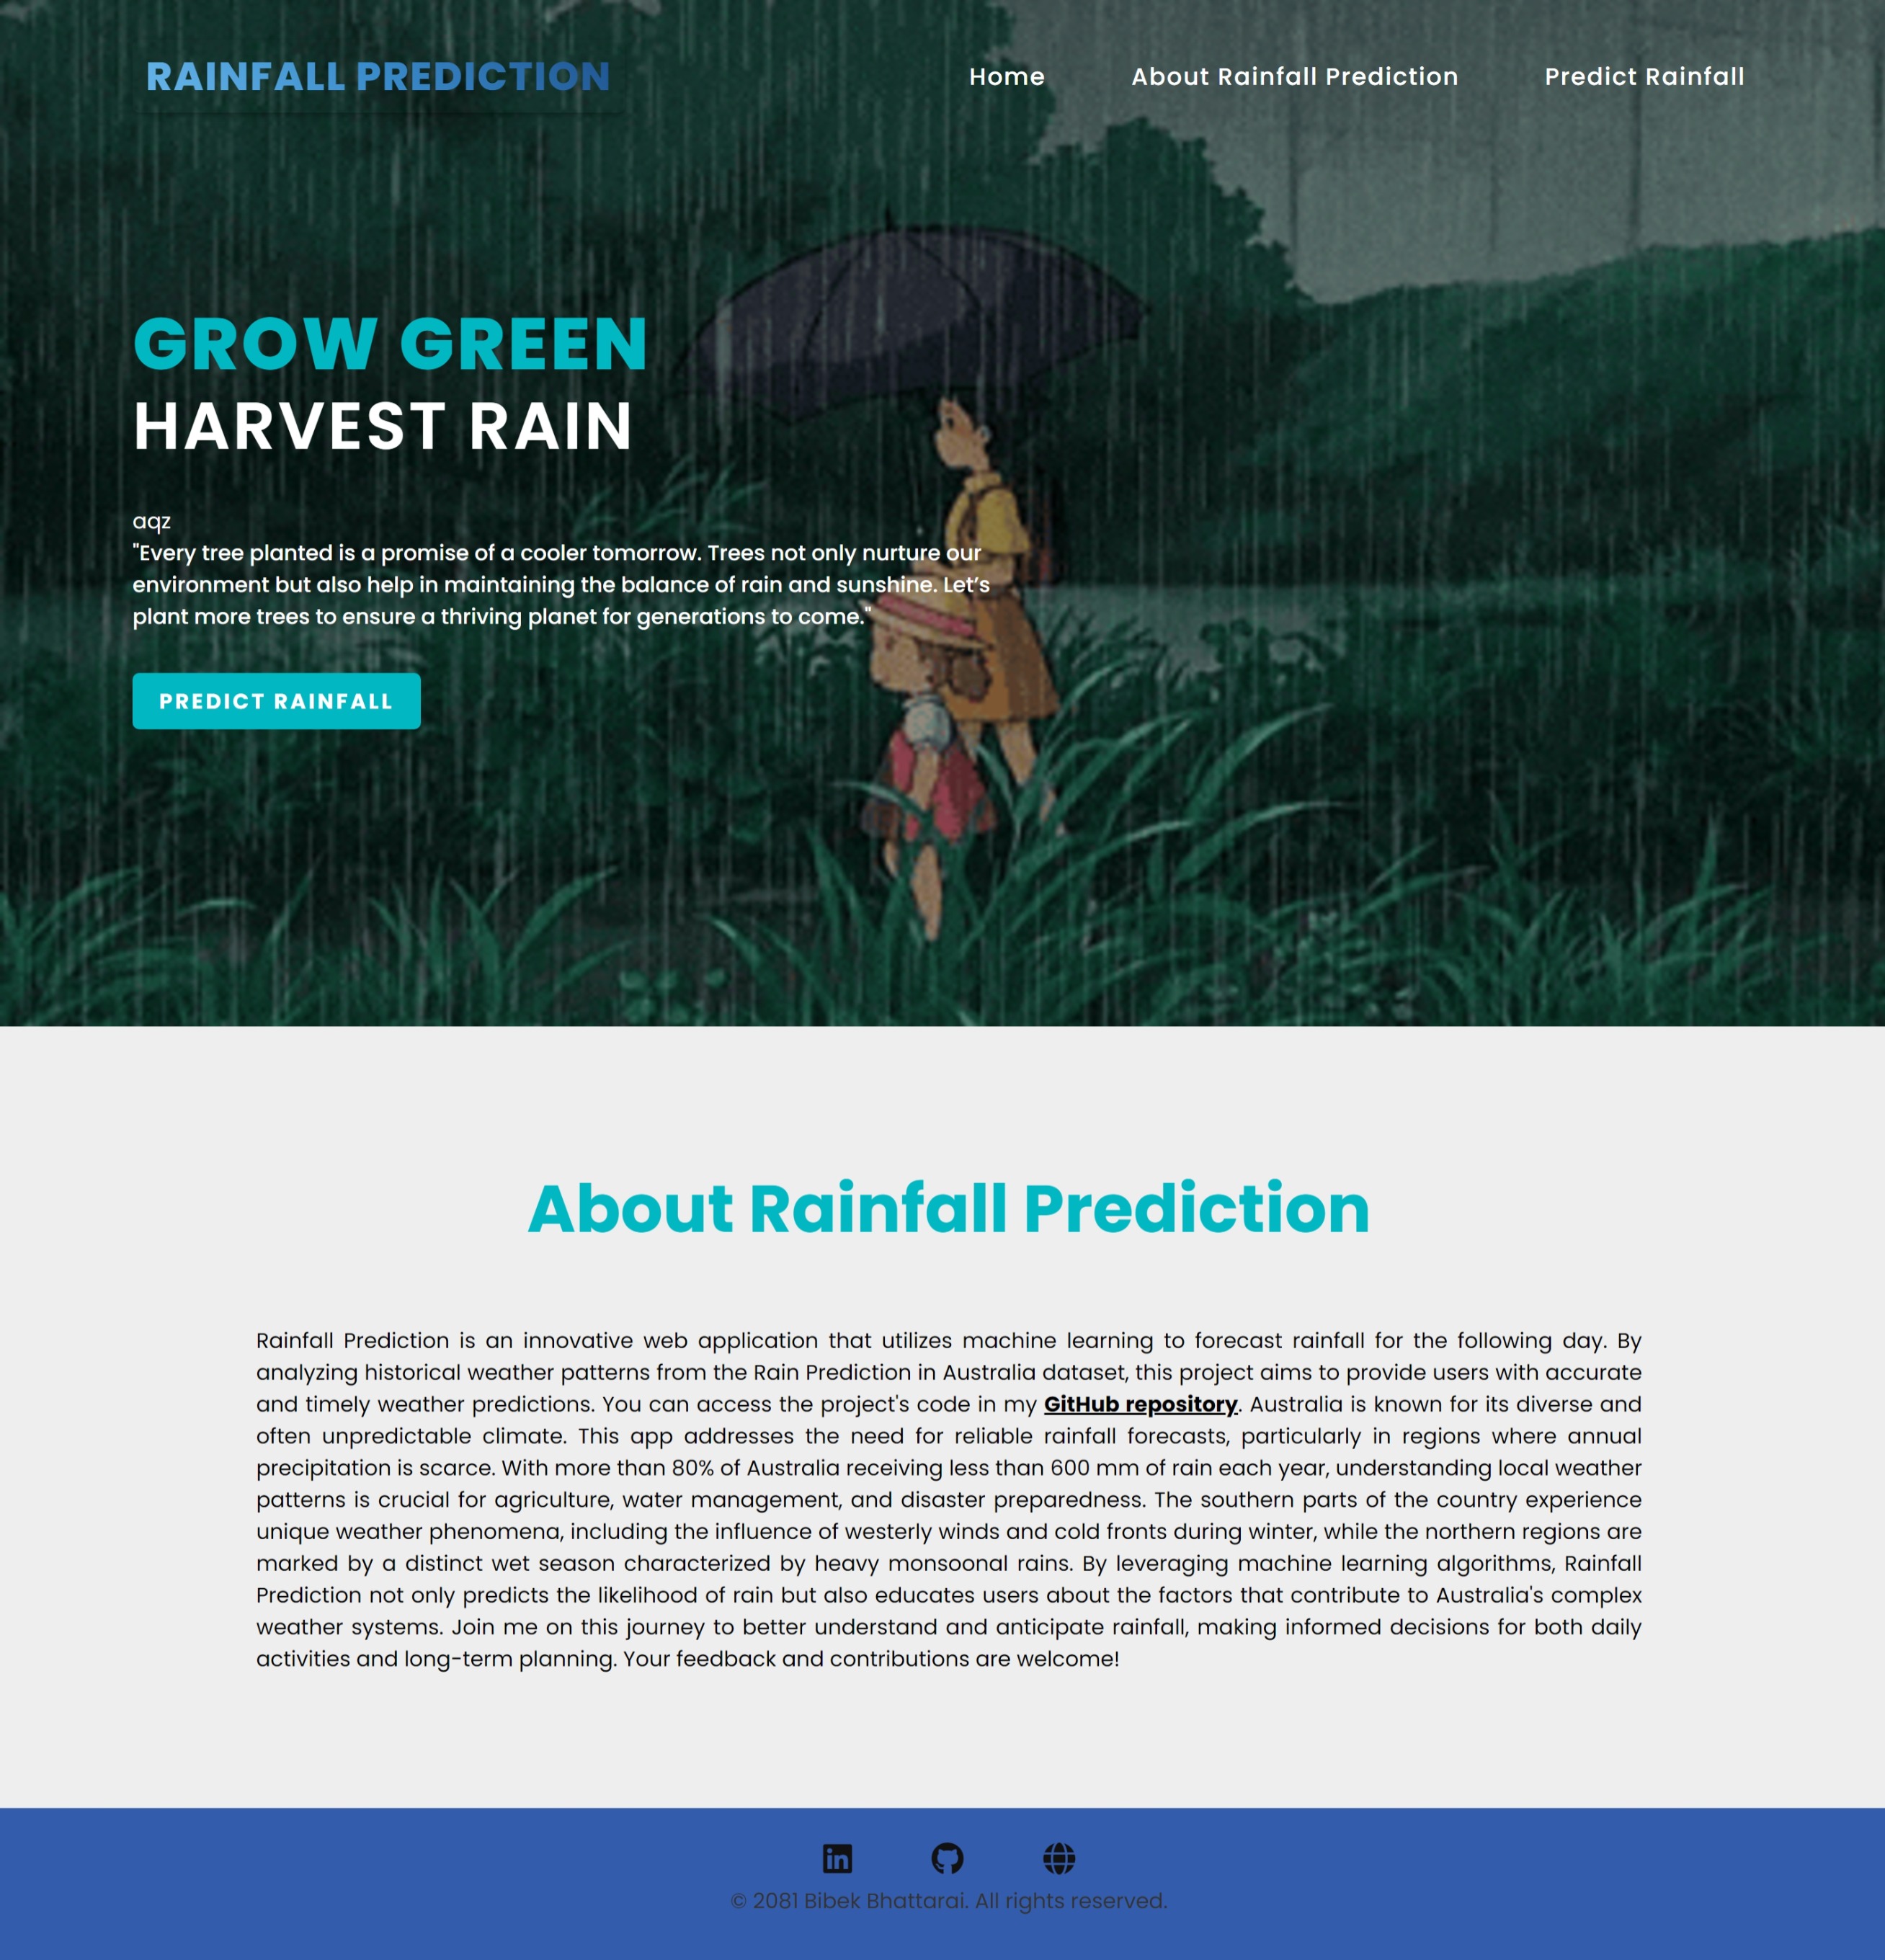 RAINFALL PREDICTION
Home
About Rainfall Prediction
Predict Rainfall
GROW GREEN
HARVEST RAIN
aqz
"Every tree planted is a promise of a cooler tomorrow. Trees not only nurture our
environment but also help in maintaining the balance of rain and sunshine. Let’s
plant more trees to ensure a thriving planet for generations to come."
PREDICT RAINFALL
About Rainfall Prediction
Rainfall Prediction is an innovative web application that utilizes machine learning to forecast rainfall for the following day. By
analyzing historical weather patterns from the Rain Prediction in Australia dataset, this project aims to provide users with accurate
and timely weather predictions. You can access the project's code in my GitHub repository. Australia is known for its diverse and
often unpredictable climate. This app addresses the need for reliable rainfall forecasts, particularly in regions where annual
precipitation is scarce. With more than 80% of Australia receiving less than 600 mm of rain each year, understanding local weather
patterns is crucial for agriculture, water management, and disaster preparedness. The southern parts of the country experience
unique weather phenomena, including the influence of westerly winds and cold fronts during winter, while the northern regions are
marked by a distinct wet season characterized by heavy monsoonal rains. By leveraging machine learning algorithms, Rainfall
Prediction not only predicts the likelihood of rain but also educates users about the factors that contribute to Australia's complex
weather systems. Join me on this journey to better understand and anticipate rainfall, making informed decisions for both daily
activities and long-term planning. Your feedback and contributions are welcome!
© 2081 Bibek Bhattarai. All rights reserved.